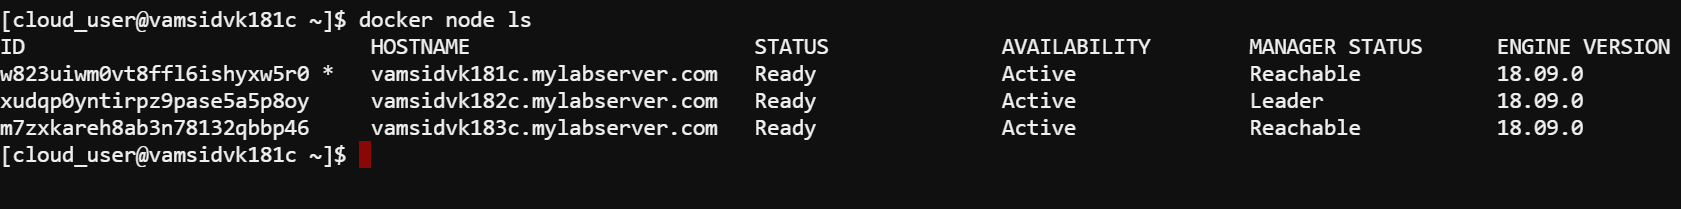 [cloud_user@vamsidvk181c ~]$ docker node ls
ID HOSTNAME STATUS AVAILABILITY MANAGER STATUS ENGINE VERSION
w823uiwm0vt8ffl6ishyxw5r0 * vamsidvk181c.mylabserver.com Ready Active Reachable 18.09.0
xudqp0yntirpz9pase5a5p8oy vamsidvk182c.mylabserver.com Ready Active Leader 18.09.0
m7zxkareh8ab3n78132qbbp46 vamsidvk183c.mylabserver.com Ready Active Reachable 18.09.0
[cloud_user@vamsidvk181c ~]$